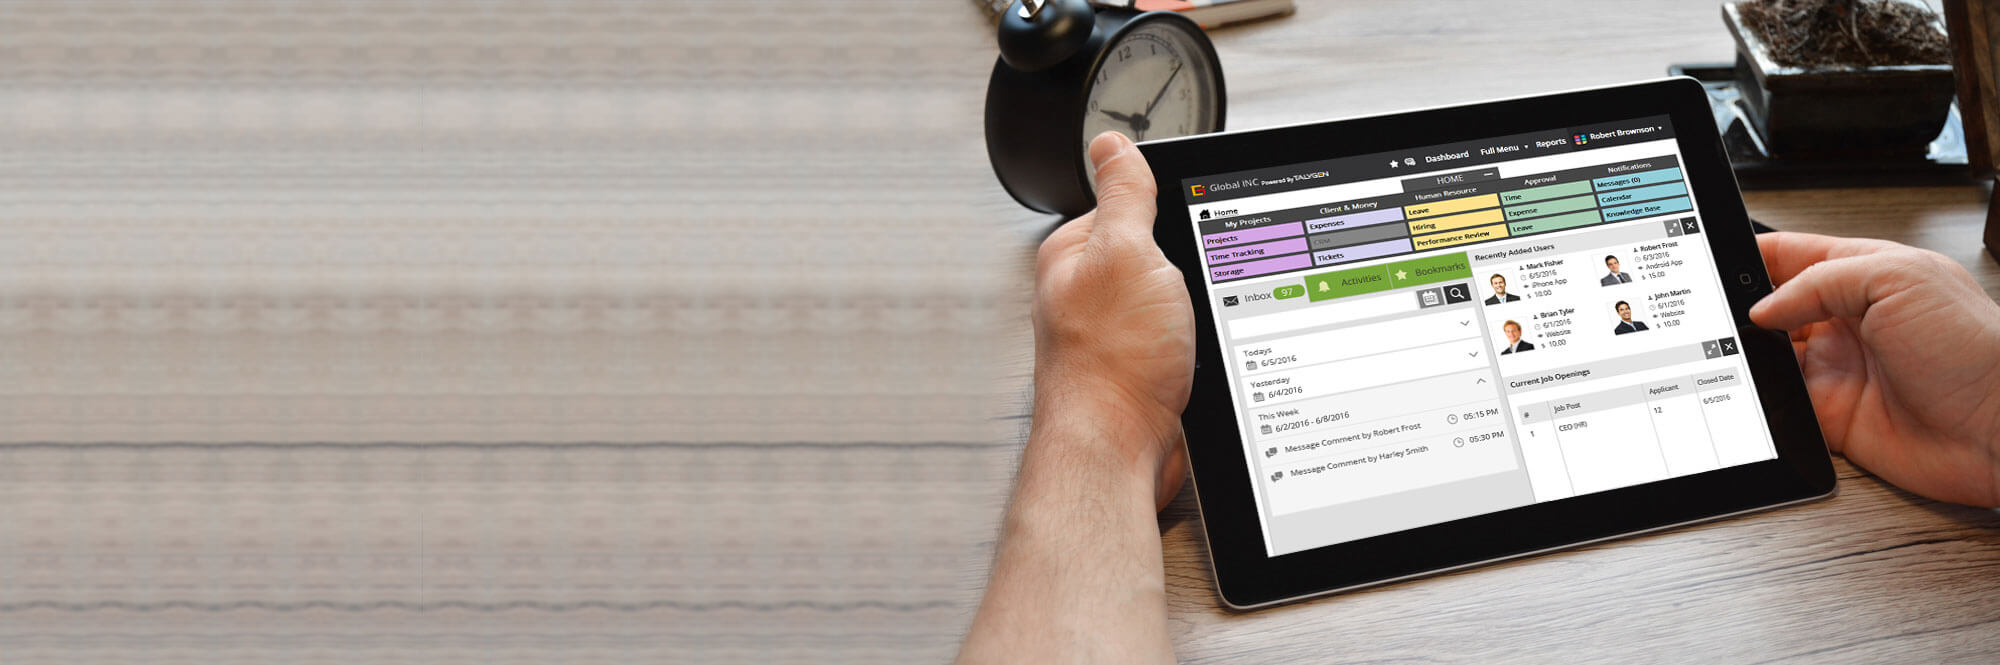 Dashboard
Full Menu
Reports
Robert Brownson
Global INC Powered By TALYGEN
HOME
Home
My Projects
Projects
Time Tracking
Storage
Client & Money
Expenses
CRM
Tickets
Human Resource
Leave
Hiring
Performance Review
Approval
Time
Expense
Leave
Notifications
Messages (0)
Calendar
Knowledge Base
Inbox 97
Activities
Bookmarks
Todays
6/5/2016
Yesterday
6/4/2016
This Week
6/2/2016 - 6/8/2016
Message Comment by Robert Frost 05:15 PM
Message Comment by Harley Smith 05:30 PM
Recently Added Users
Mark Fisher
6/5/2016
iPhone App
$ 10.00
Robert Frost
6/3/2016
Android App
$ 15.00
Brian Tyler
6/1/2016
Website
$ 10.00
John Martin
6/1/2016
Website
$ 10.00
Current Job Openings
# Job Post Applicant Closed Date
1 CEO (HR) 12 6/5/2016
11
12
1
2